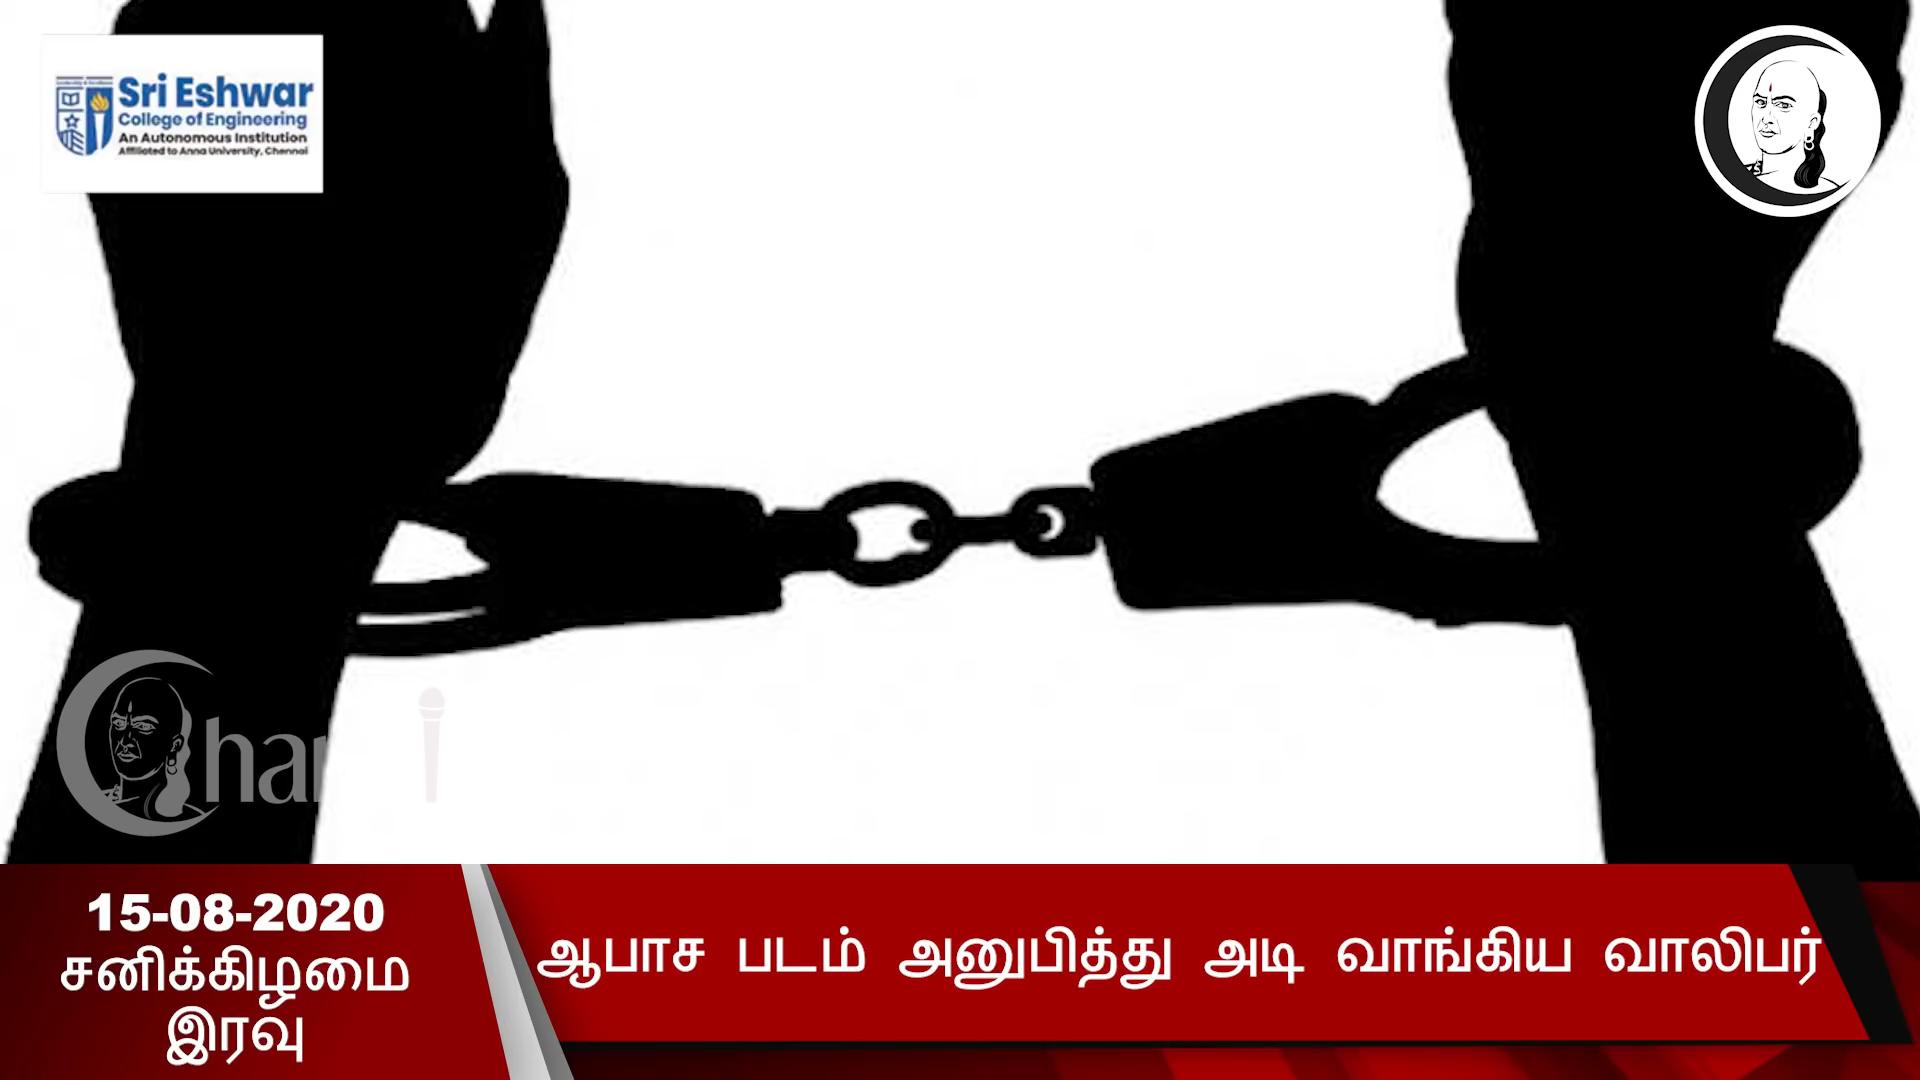 Sri Eshwar
College of Engineering
An Autonomous Institution
Affiliated to Anna University, Chennai
15-08-2020
சனிக்கிழமை
இரவு
ஆபாச படம் அனுபித்து அடி வாங்கிய வாலிபர்